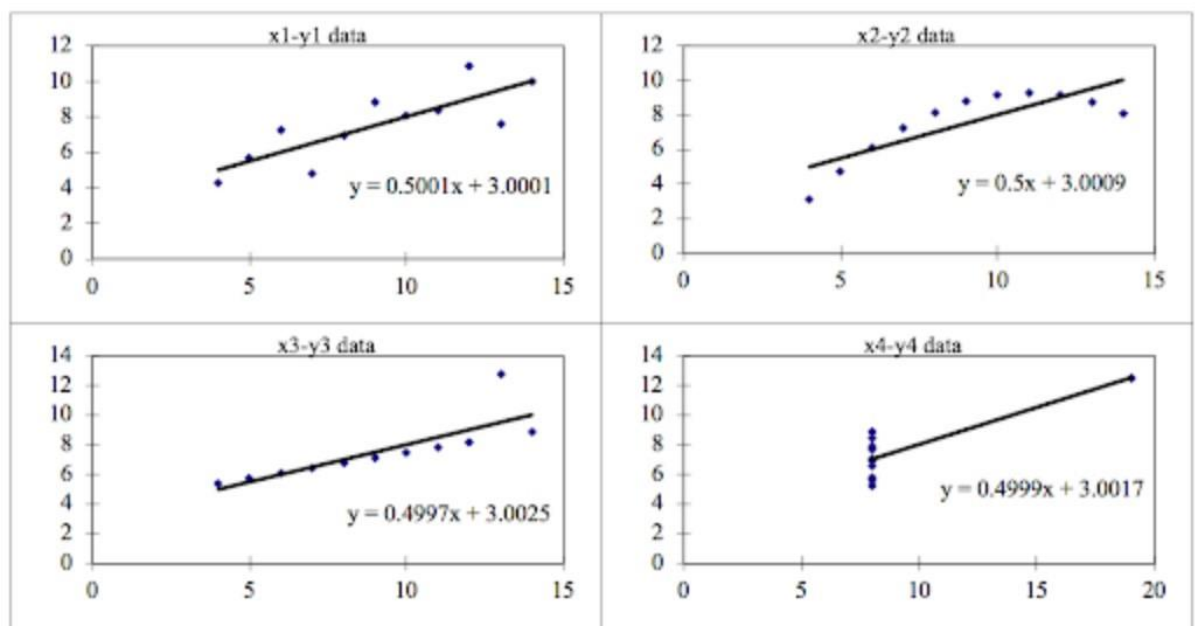 x1-y1 data
12
10
8
6
4
2
0
0 5 10 15
y = 0.5001x + 3.0001
x2-y2 data
12
10
8
6
4
2
0
0 5 10 15
y = 0.5x + 3.0009
x3-y3 data
14
12
10
8
6
4
2
0
0 5 10 15
y = 0.4997x + 3.0025
x4-y4 data
14
12
10
8
6
4
2
0
0 5 10 15 20
y = 0.4999x + 3.0017